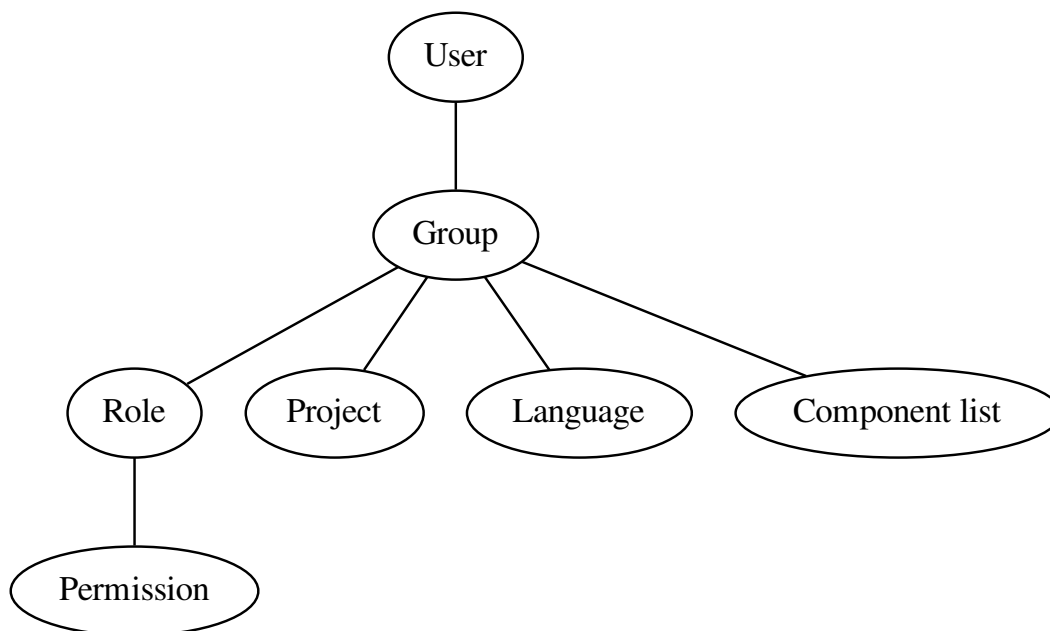 User
Group
Role
Project
Language
Component list
Permission